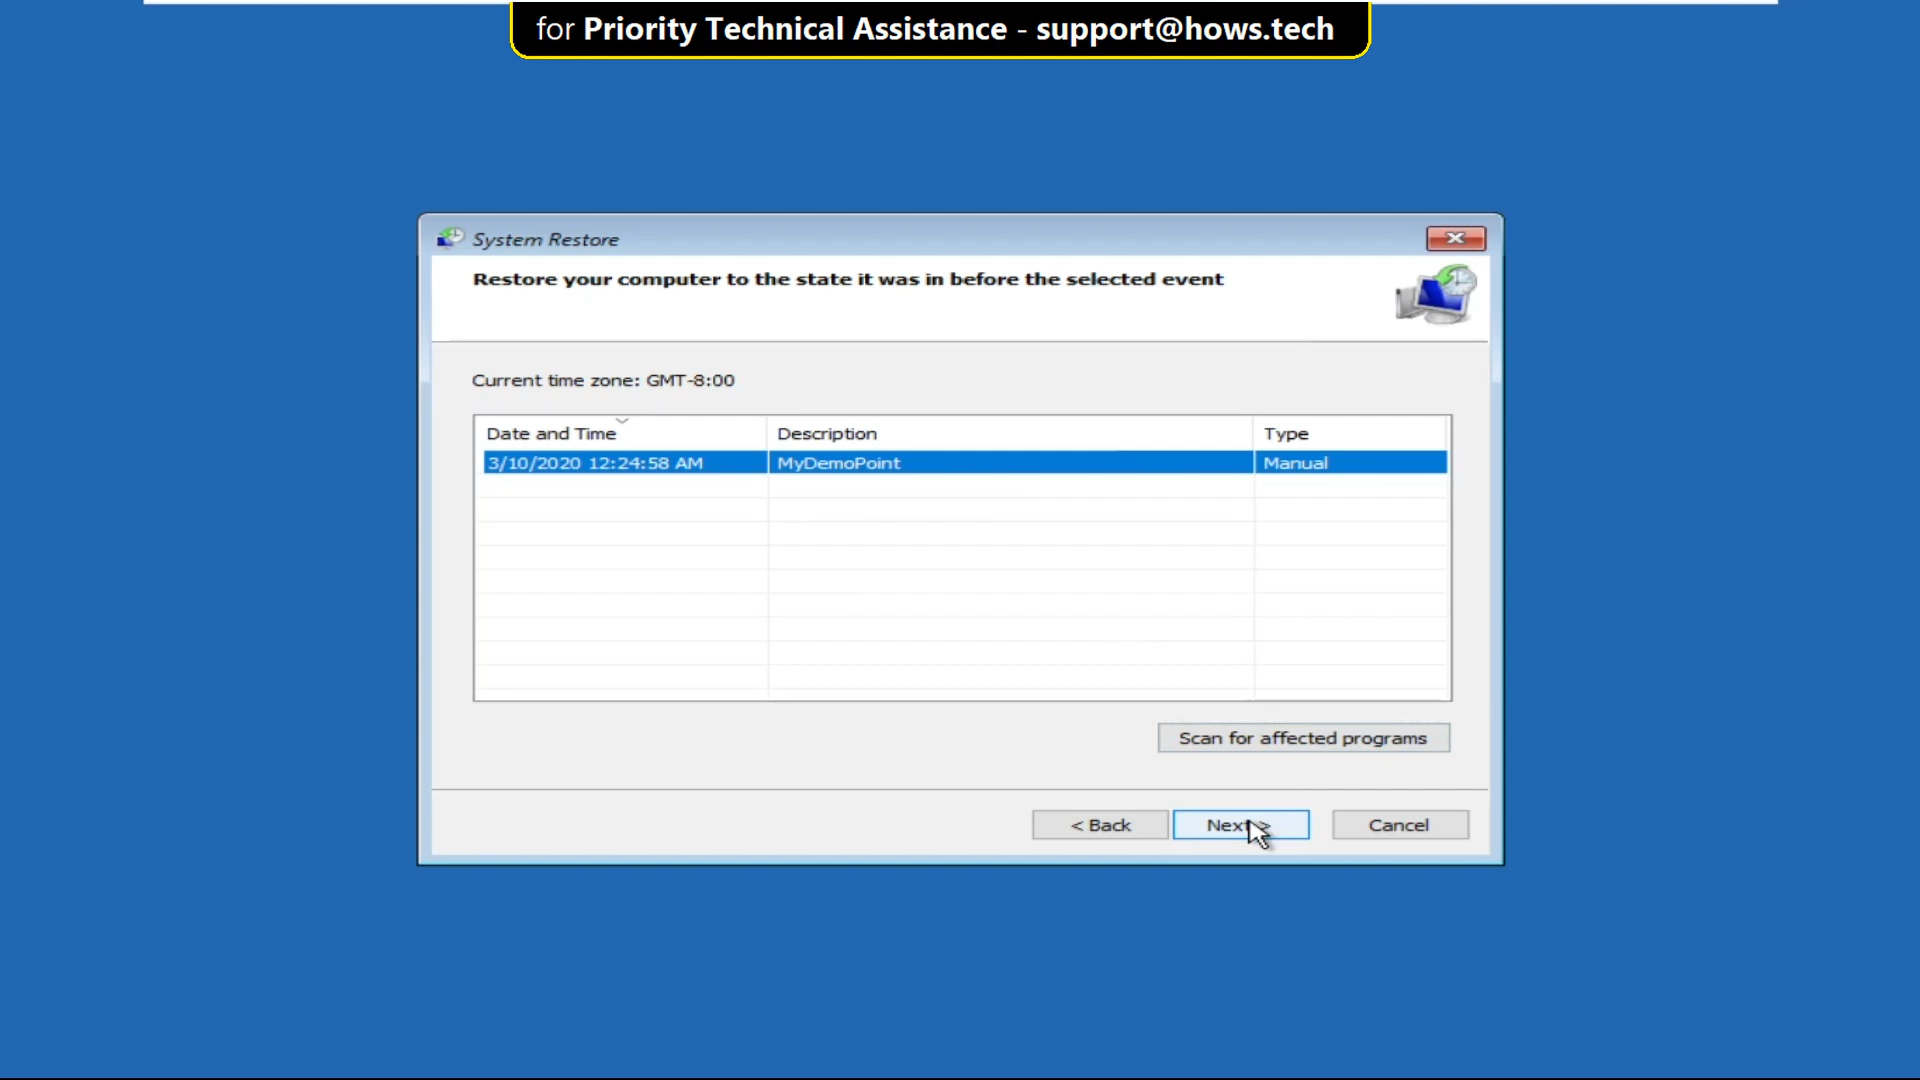 for Priority Technical Assistance - support@hows.tech
System Restore
Restore your computer to the state it was in before the selected event
Current time zone: GMT-8:00
Date and Time Description Type
3/10/2020 12:24:58 AM MyDemoPoint Manual
Scan for affected programs
< Back Next > Cancel